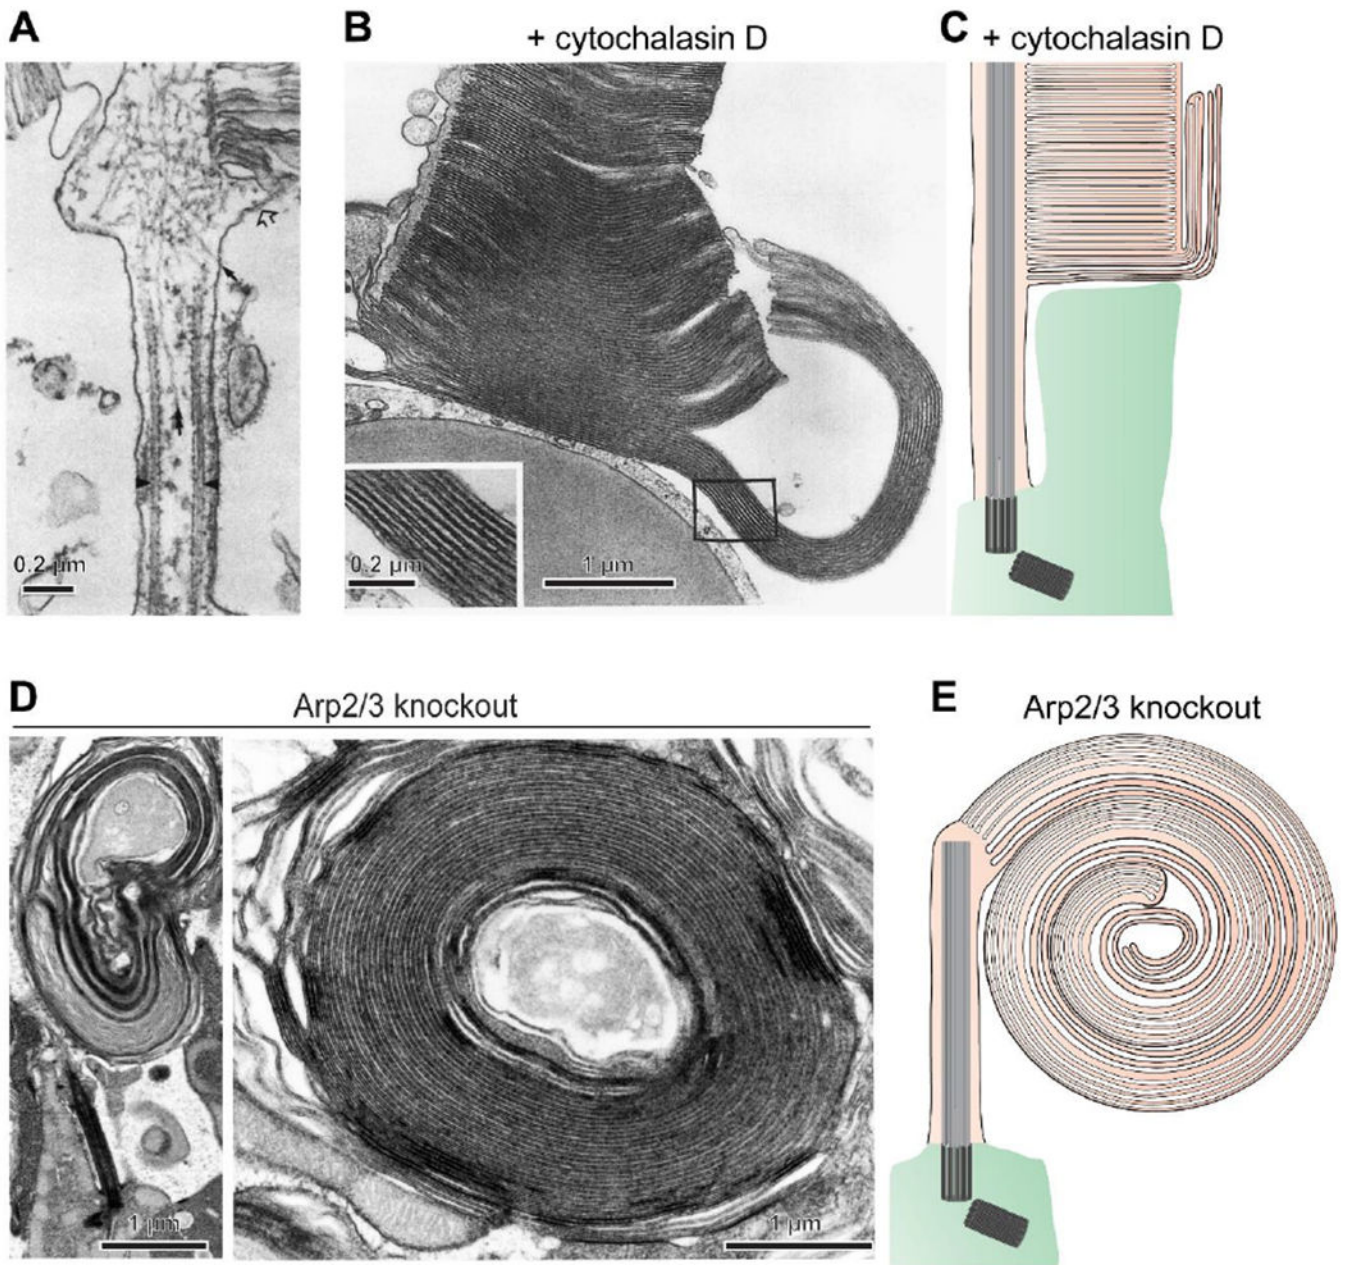 A
B
+ cytochalasin D
C
+ cytochalasin D
0.2 µm
0.2 µm
1 µm
D
Arp2/3 knockout
E
Arp2/3 knockout
1 µm
1 µm